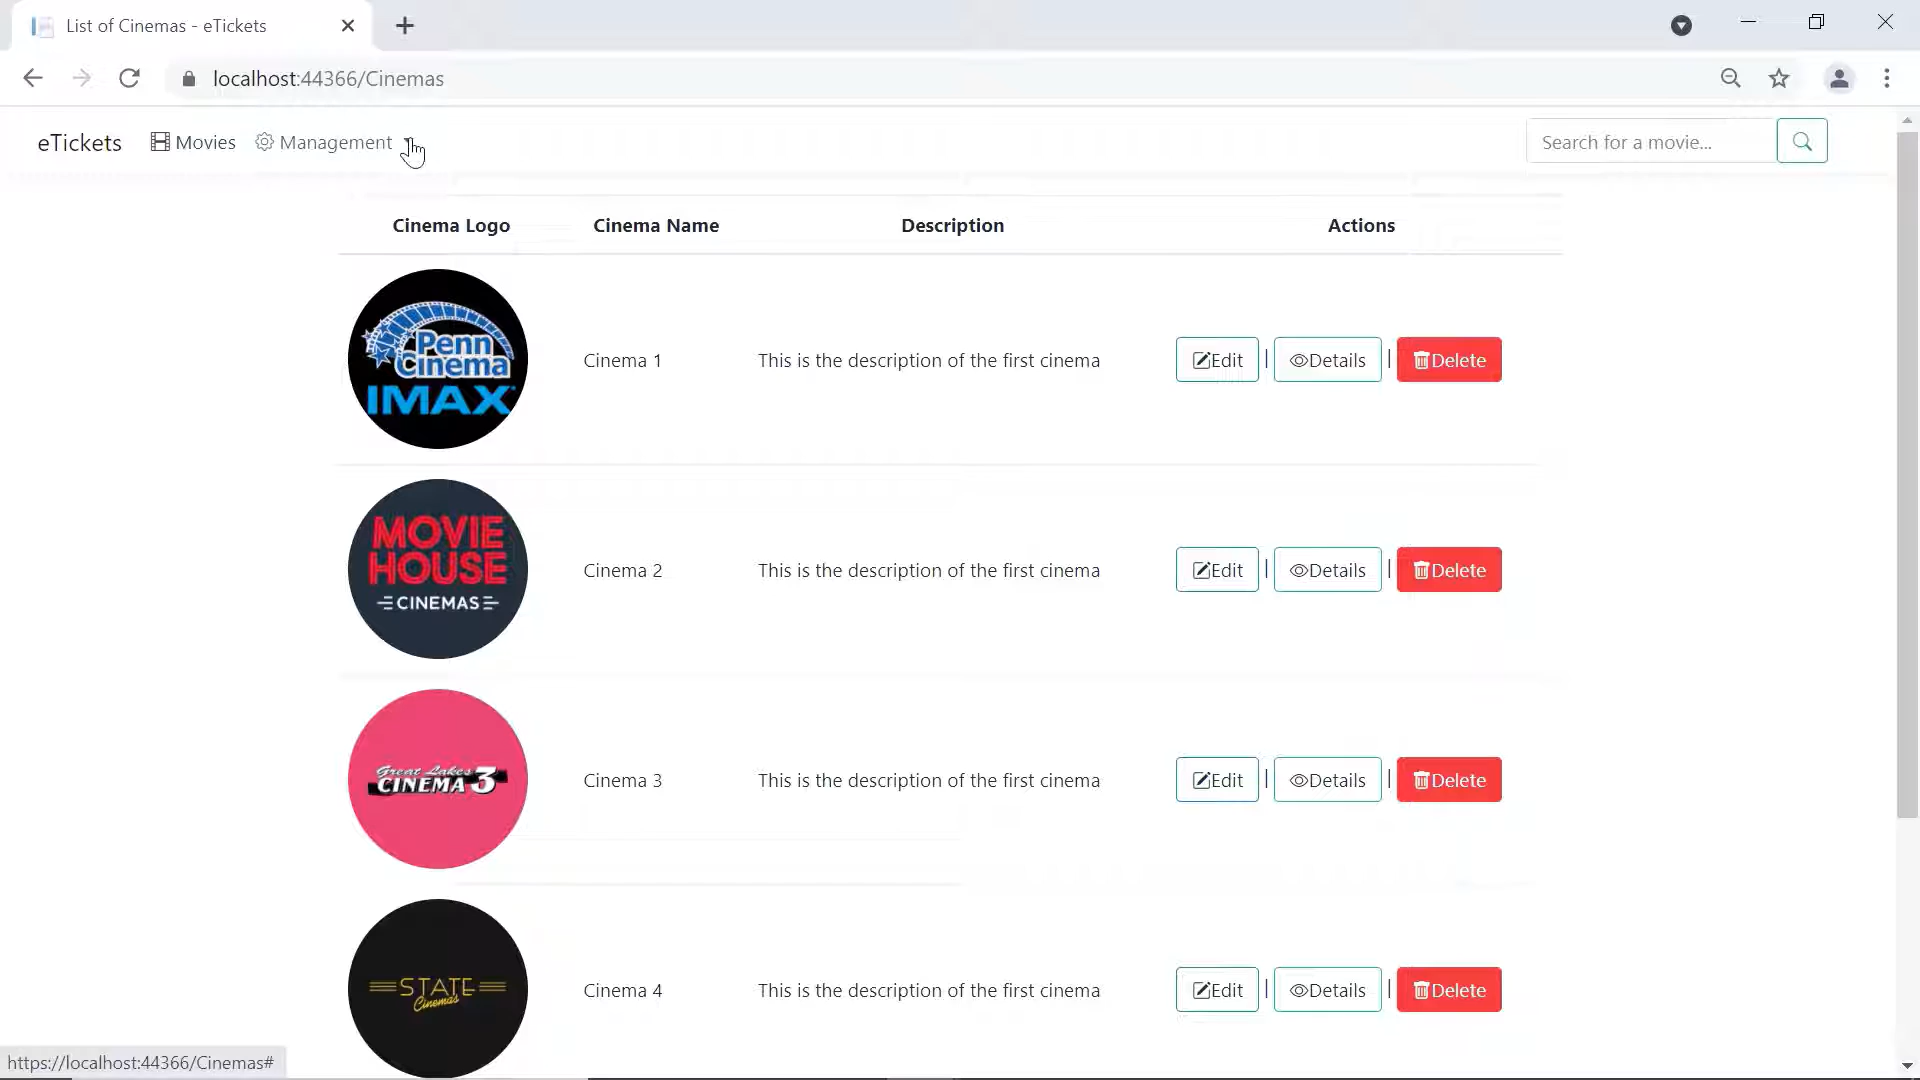 List of Cinemas - eTickets
localhost:44366/Cinemas
eTickets Movies Management
Search for a movie...
Cinema Logo Cinema Name Description Actions
Penn
Cinema
IMAX
Cinema 1 This is the description of the first cinema Edit | Details | Delete
MOVIE
HOUSE
CINEMAS
Cinema 2 This is the description of the first cinema Edit | Details | Delete
Great Lakes
CINEMA 3
Cinema 3 This is the description of the first cinema Edit | Details | Delete
STATE
Cinemas
Cinema 4 This is the description of the first cinema Edit | Details | Delete
https://localhost:44366/Cinemas#